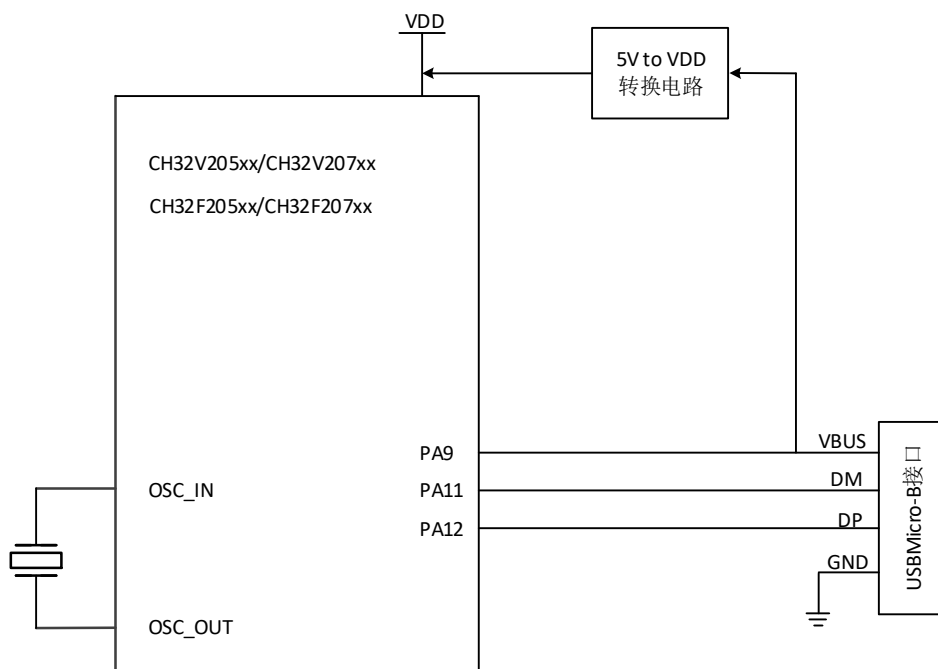 VDD
5V to VDD
转换电路
CH32V205xx/CH32V207xx
CH32F205xx/CH32F207xx
PA9
VBUS
OSC_IN
PA11
DM
PA12
DP
GND
USBMicro-B接口
OSC_OUT